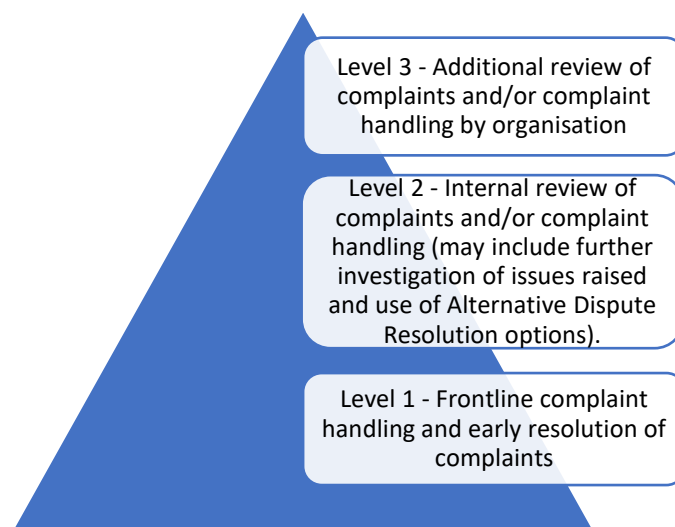 Level 3 - Additional review of
complaints and/or complaint
handling by organisation
Level 2 - Internal review of
complaints and/or complaint
handling (may include further
investigation of issues raised
and use of Alternative Dispute
Resolution options).
Level 1 - Frontline complaint
handling and early resolution of
complaints